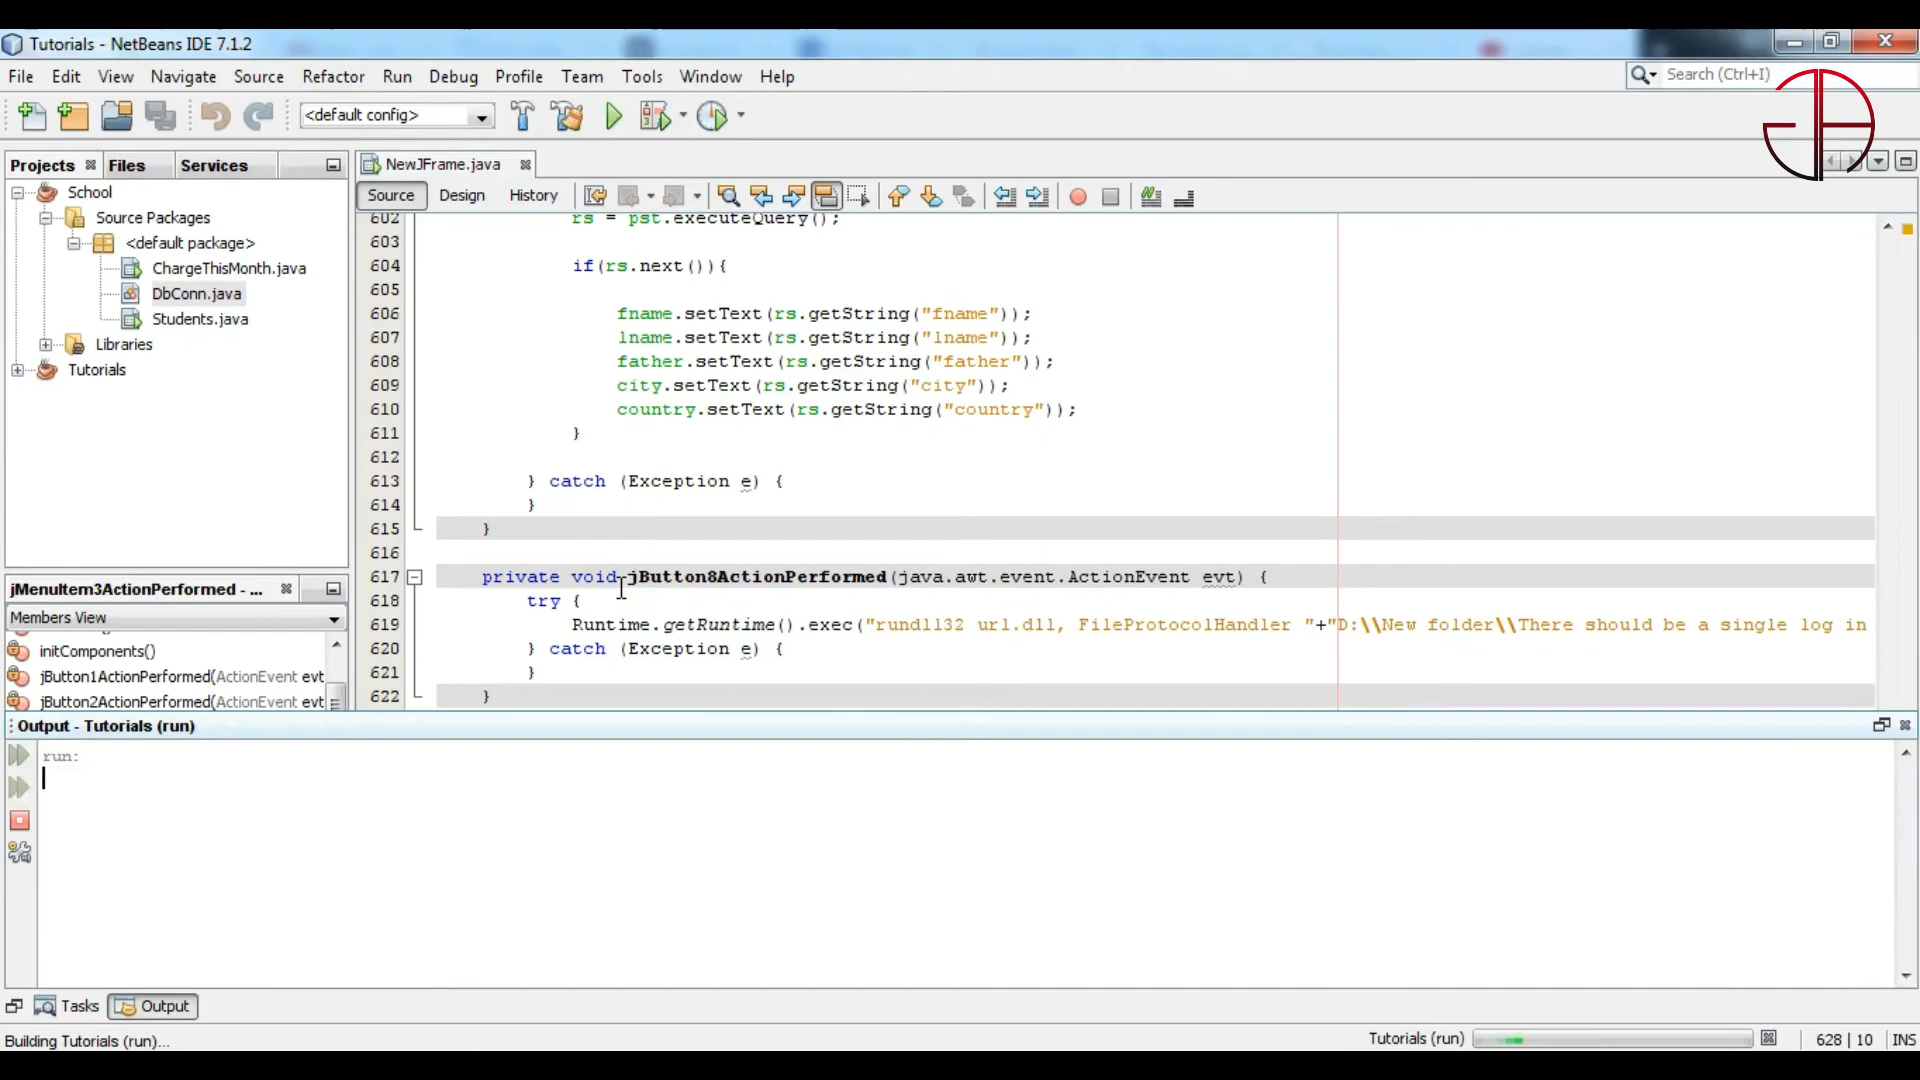 Tutorials - NetBeans IDE 7.1.2
File Edit View Navigate Source Refactor Run Debug Profile Team Tools Window Help
Search (Ctrl+I)
<default config>
Projects Files Services
NewJFrame.java
Source Design History
School
Source Packages
<default package>
ChargeThisMonth.java
DbConn.java
Students.java
Libraries
Tutorials
602 rs = pst.executeQuery();
603
604 if(rs.next()){
605
606 fname.setText(rs.getString("fname"));
607 lname.setText(rs.getString("lname"));
608 father.setText(rs.getString("father"));
609 city.setText(rs.getString("city"));
610 country.setText(rs.getString("country"));
611 }
612
613 } catch (Exception e) {
614 }
615 }
616
617 private void jButton8ActionPerformed(java.awt.event.ActionEvent evt) {
618 try {
619 Runtime.getRuntime().exec("rundll32 url.dll, FileProtocolHandler "+"D:\\New folder\\There should be a single log in
620 } catch (Exception e) {
621 }
622 }
jMenuItem3ActionPerformed - ...
Members View
initComponents()
jButton1ActionPerformed(ActionEvent evt
jButton2ActionPerformed(ActionEvent evt
Output - Tutorials (run)
run:
Tasks Output
Building Tutorials (run)...
Tutorials (run)
628 | 10 INS